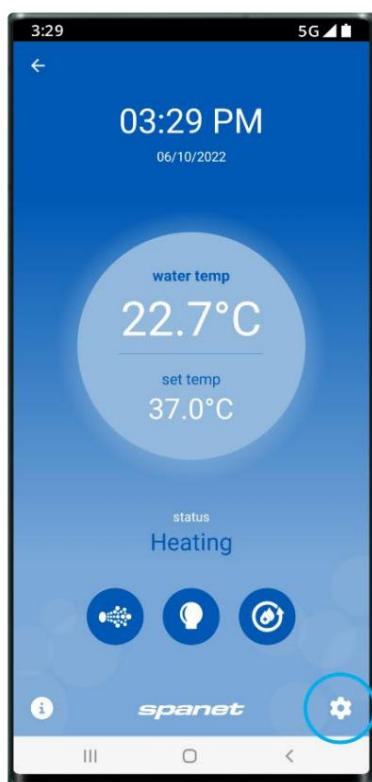 3:29 5G
03:29 PM
06/10/2022
water temp
22.7°C
set temp
37.0°C
status
Heating
spanet